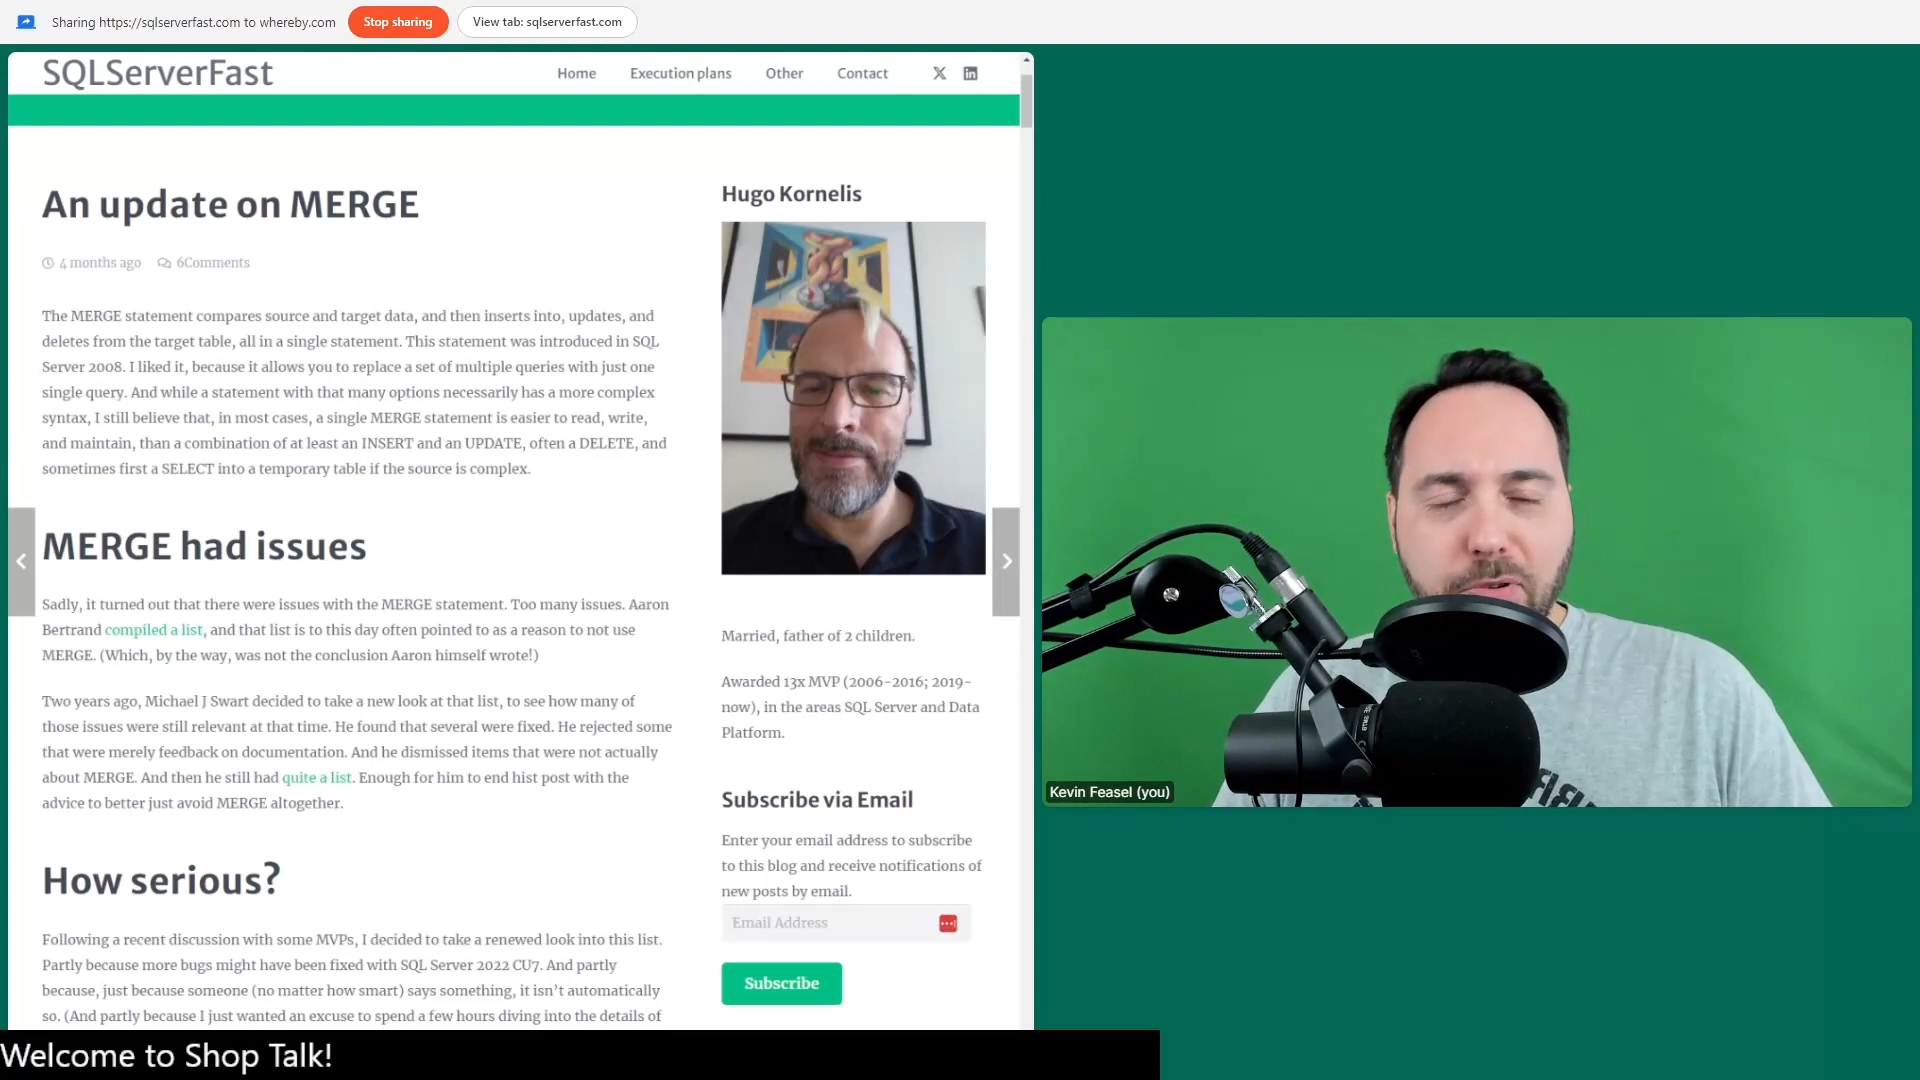 Sharing https://sqlserverfast.com to whereby.com
Stop sharing
View tab: sqlserverfast.com
SQLServerFast
Home
Execution plans
Other
Contact
An update on MERGE
4 months ago
6Comments
The MERGE statement compares source and target data, and then inserts into, updates, and
deletes from the target table, all in a single statement. This statement was introduced in SQL
Server 2008. I liked it, because it allows you to replace a set of multiple queries with just one
single query. And while a statement with that many options necessarily has a more complex
syntax, I still believe that, in most cases, a single MERGE statement is easier to read, write,
and maintain, than a combination of at least an INSERT and an UPDATE, often a DELETE, and
sometimes first a SELECT into a temporary table if the source is complex.
MERGE had issues
Sadly, it turned out that there were issues with the MERGE statement. Too many issues. Aaron
Bertrand compiled a list, and that list is to this day often pointed to as a reason to not use
MERGE. (Which, by the way, was not the conclusion Aaron himself wrote!)
Two years ago, Michael J Swart decided to take a new look at that list, to see how many of
those issues were still relevant at that time. He found that several were fixed. He rejected some
that were merely feedback on documentation. And he dismissed items that were not actually
about MERGE. And then he still had quite a list. Enough for him to end hist post with the
advice to better just avoid MERGE altogether.
How serious?
Following a recent discussion with some MVPs, I decided to take a renewed look into this list.
Partly because more bugs might have been fixed with SQL Server 2022 CU7. And partly
because, just because someone (no matter how smart) says something, it isn't automatically
so. (And partly because I just wanted an excuse to spend a few hours diving into the details of
Hugo Kornelis
Married, father of 2 children.
Awarded 13x MVP (2006-2016; 2019-
now), in the areas SQL Server and Data
Platform.
Subscribe via Email
Enter your email address to subscribe
to this blog and receive notifications of
new posts by email.
Email Address
Subscribe
Kevin Feasel (you)
Welcome to Shop Talk!